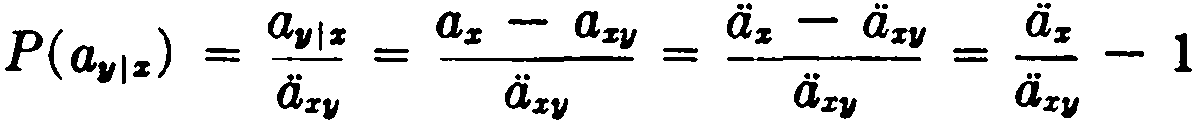 P(a_{y|x}) = \frac{a_{y|x}}{\ddot{a}_{xy}} = \frac{a_x - a_{xy}}{\ddot{a}_{xy}} = \frac{\ddot{a}_x - \ddot{a}_{xy}}{\ddot{a}_{xy}} = \frac{\ddot{a}_x}{\ddot{a}_{xy}} - 1